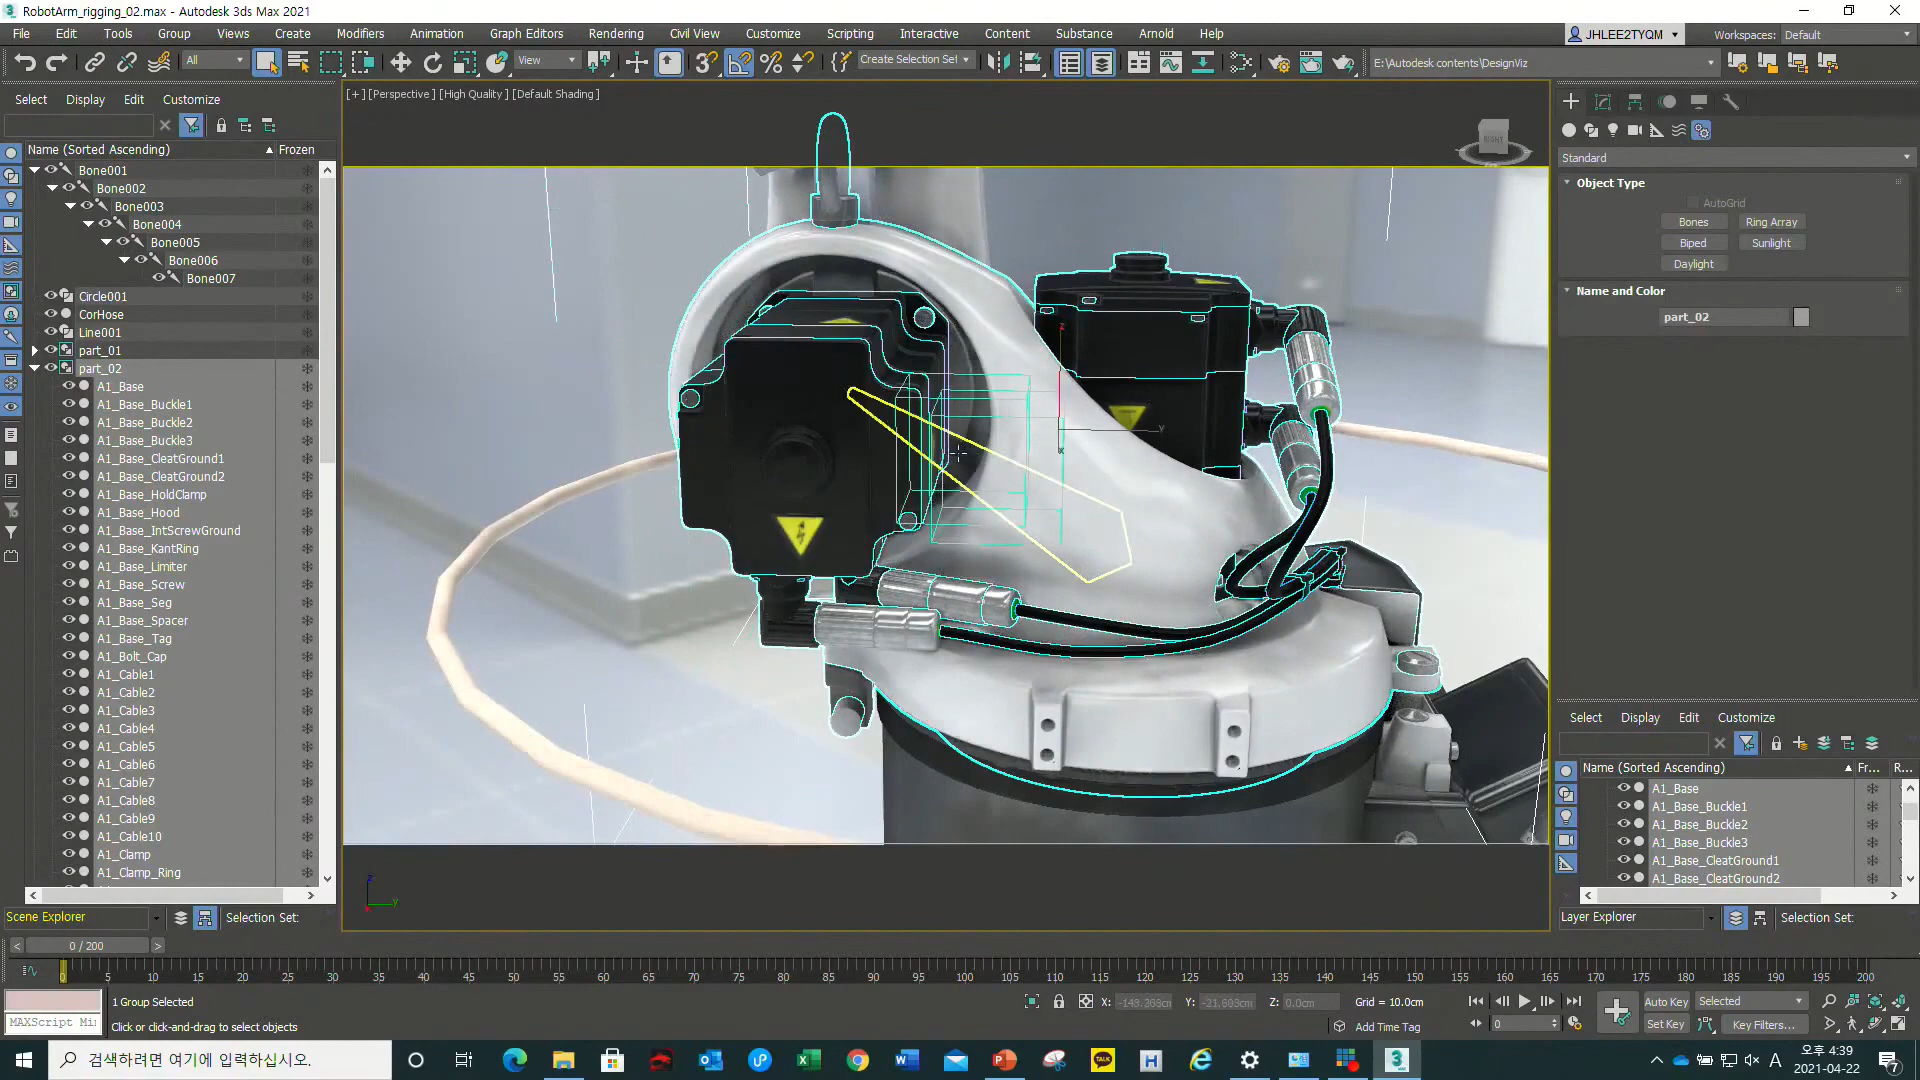 RobotArm_rigging_02.max - Autodesk 3ds Max 2021
File Edit Tools Group Views Create Modifiers Animation Graph Editors Rendering Civil View Customize Scripting Interactive Content Substance Arnold Help
JHLEE2TYQM
Workspaces: Default
All
View
Create Selection Set
E:\Autodesk contents\DesignViz
Select Display Edit Customize
Name (Sorted Ascending) Frozen
Bone001
Bone002
Bone003
Bone004
Bone005
Bone006
Bone007
Circle001
CorHose
Line001
part_01
part_02
A1_Base
A1_Base_Buckle1
A1_Base_Buckle2
A1_Base_Buckle3
A1_Base_CleatGround1
A1_Base_CleatGround2
A1_Base_HoldClamp
A1_Base_Hood
A1_Base_IntScrewGround
A1_Base_KantRing
A1_Base_Limiter
A1_Base_Screw
A1_Base_Seg
A1_Base_Spacer
A1_Base_Tag
A1_Bolt_Cap
A1_Cable1
A1_Cable2
A1_Cable3
A1_Cable4
A1_Cable5
A1_Cable6
A1_Cable7
A1_Cable8
A1_Cable9
A1_Cable10
A1_Clamp
A1_Clamp_Ring
Scene Explorer
Selection Set:
[+] [Perspective] [High Quality] [Default Shading]
RIGHT
z
y
x
z
y
Standard
Object Type
AutoGrid
Bones Ring Array
Biped Sunlight
Daylight
Name and Color
part_02
Select Display Edit Customize
Name (Sorted Ascending) Fr... R...
A1_Base
A1_Base_Buckle1
A1_Base_Buckle2
A1_Base_Buckle3
A1_Base_CleatGround1
A1_Base_CleatGround2
Layer Explorer
Selection Set:
0 / 200
0 5 10 15 20 25 30 35 40 45 50 55 60 65 70 75 80 85 90 95 100 105 110 115 120 125 130 135 140 145 150 155 160 165 170 175 180 185 190 195 200
MAXScript Mi
1 Group Selected
Click or click-and-drag to select objects
X: -149.368cm Y: -21.603cm Z: 0.0cm
Grid = 10.0cm
Add Time Tag
0
Auto Key Selected
Set Key Key Filters...
검색하려면 여기에 입력하십시오.
TALK
A
오후 4:39
2021-04-22
7